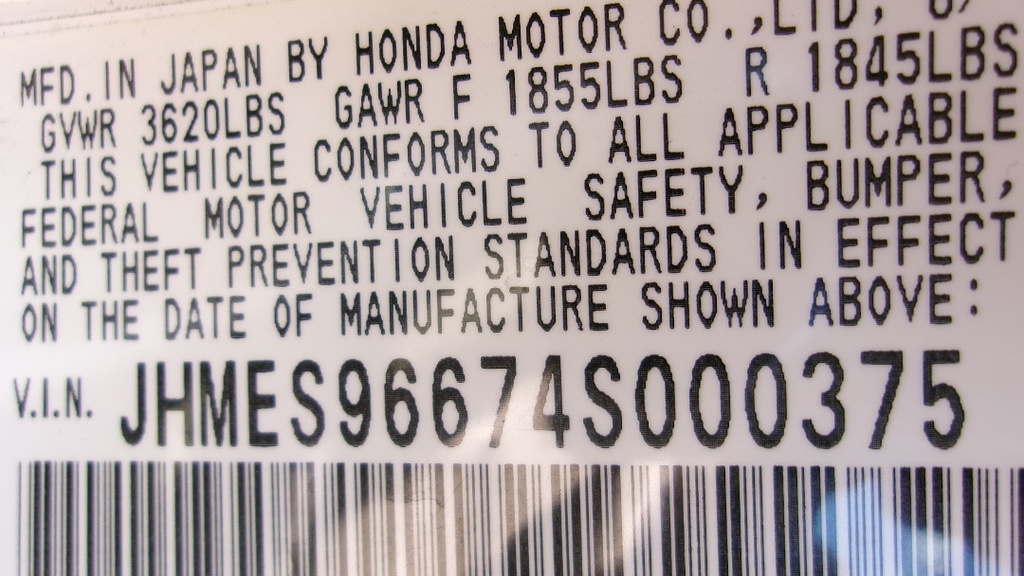 MFD. IN JAPAN BY HONDA MOTOR CO.,LTD,
GVWR 3620LBS GAWR F 1855LBS R 1845LBS
THIS VEHICLE CONFORMS TO ALL APPLICABLE
FEDERAL MOTOR VEHICLE SAFETY, BUMPER,
AND THEFT PREVENTION STANDARDS IN EFFECT
ON THE DATE OF MANUFACTURE SHOWN ABOVE:
V.I.N. JHMES96674S000375